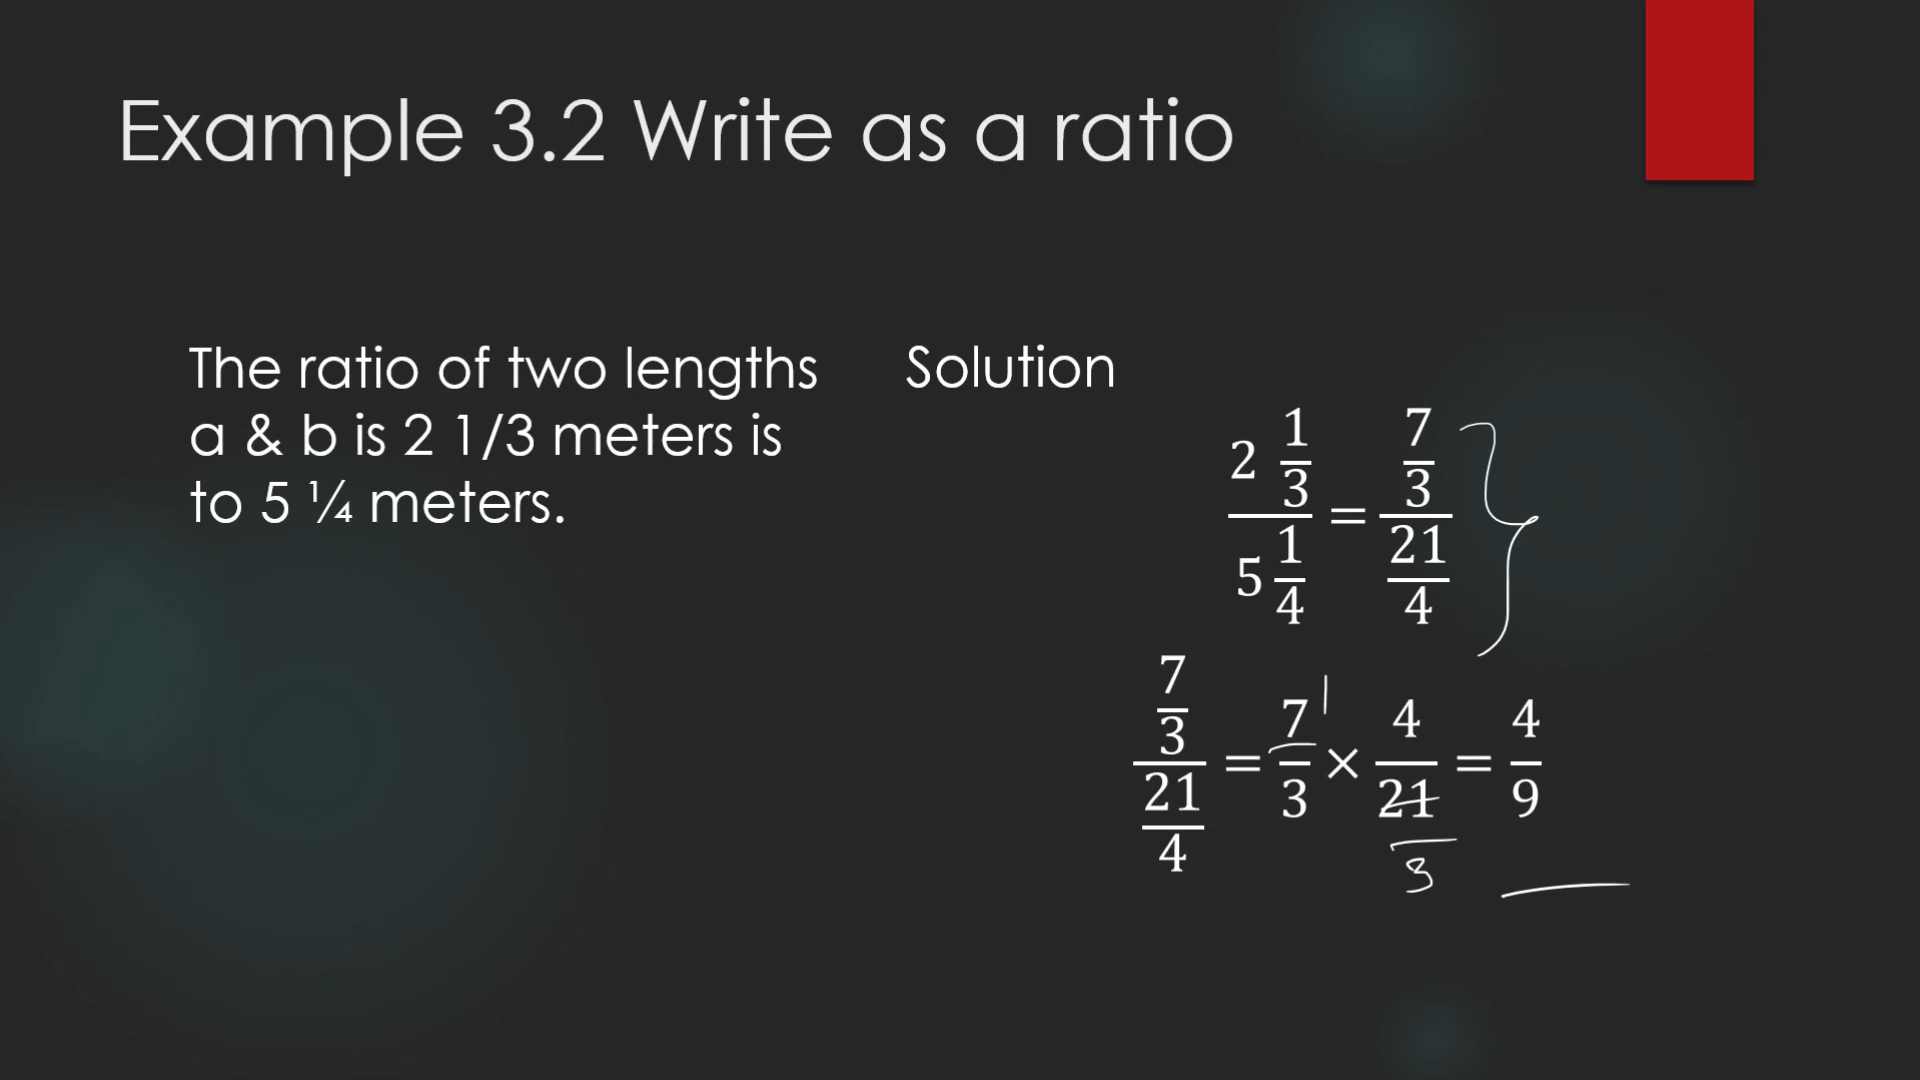 Example 3.2 Write as a ratio
The ratio of two lengths
a & b is 2 1/3 meters is
to 5 ¼ meters.
Solution
2 1/3 / 5 1/4 = 7/3 / 21/4
7/3 / 21/4 = 7/3 1 × 4/21 = 4/9
3